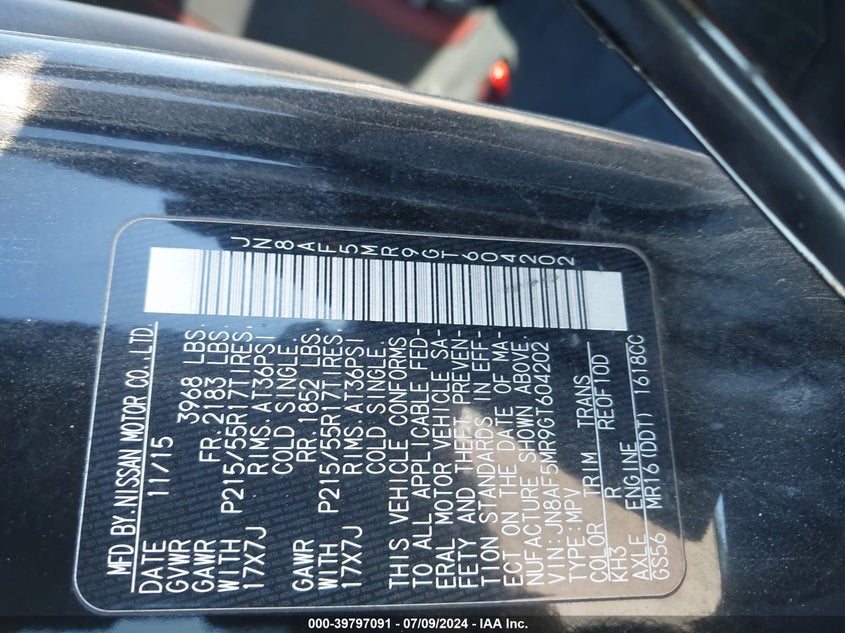 JN8AF5MR9GT604202
MFD BY.NISSAN MOTOR CO.,LTD.
DATE 11/15
GVWR 3968 LBS.
GAWR FR.2183 LBS.
WITH P215/55R17TIRES.
17X7J RIMS.AT36PSI
COLD SINGLE.
GAWR RR.1852 LBS.
WITH P215/55R17TIRES.
17X7J RIMS.AT36PSI
COLD SINGLE.
THIS VEHICLE CONFORMS
TO ALL APPLICABLE FED-
ERAL MOTOR VEHICLE SA-
FETY AND THEFT PREVEN-
TION STANDARDS IN EFF-
ECT ON THE DATE OF MA-
NUFACTURE SHOWN ABOVE.
VIN:JN8AF5MR9GT604202
TYPE:MPV
COLOR TRIM TRANS
KH3 R RE0F10D
AXLE ENGINE
GS56 MR16(DDT) 1618CC
000-39797091 - 07/09/2024 - IAA Inc.